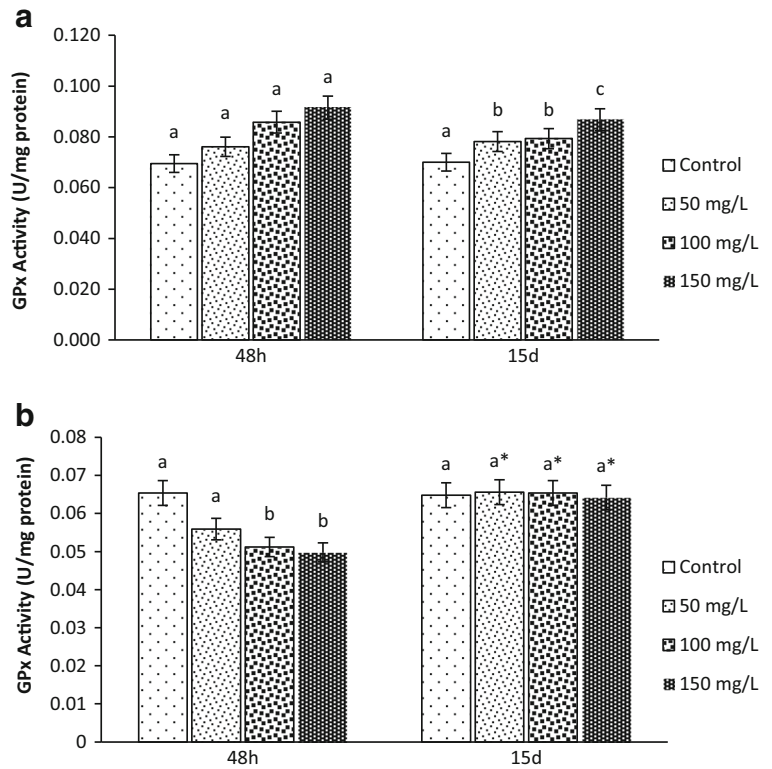 a
GPx Activity (U/mg protein)
0.120
0.100
0.080
0.060
0.040
0.020
0.000
a
a
a
a
a
b
b
c
48h
15d
Control
50 mg/L
100 mg/L
150 mg/L
b
GPx Activity (U/mg protein)
0.08
0.07
0.06
0.05
0.04
0.03
0.02
0.01
0
a
a
b
b
a
a*
a*
a*
48h
15d
Control
50 mg/L
100 mg/L
150 mg/L